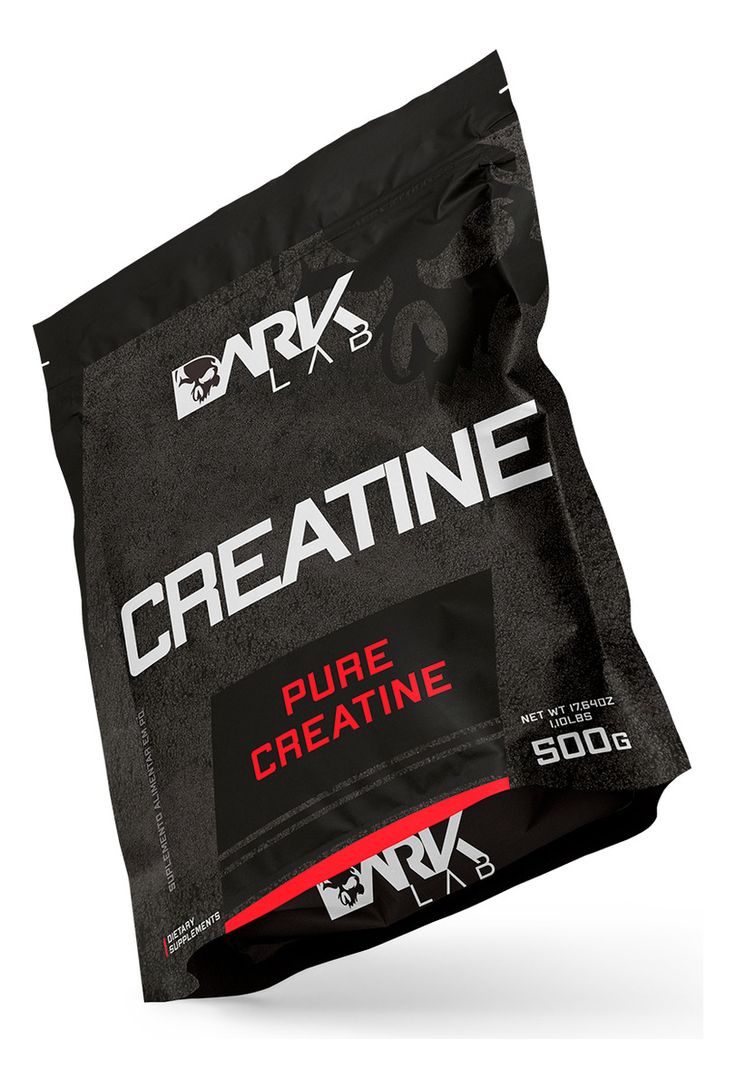 DARK
LAB
CREATINE
PURE
CREATINE
NET WT 17,64OZ
1,10LBS
500G
SUPLEMENTO ALIMENTAR EM PÓ
DIETARY
SUPPLEMENTS
DARK
LAB